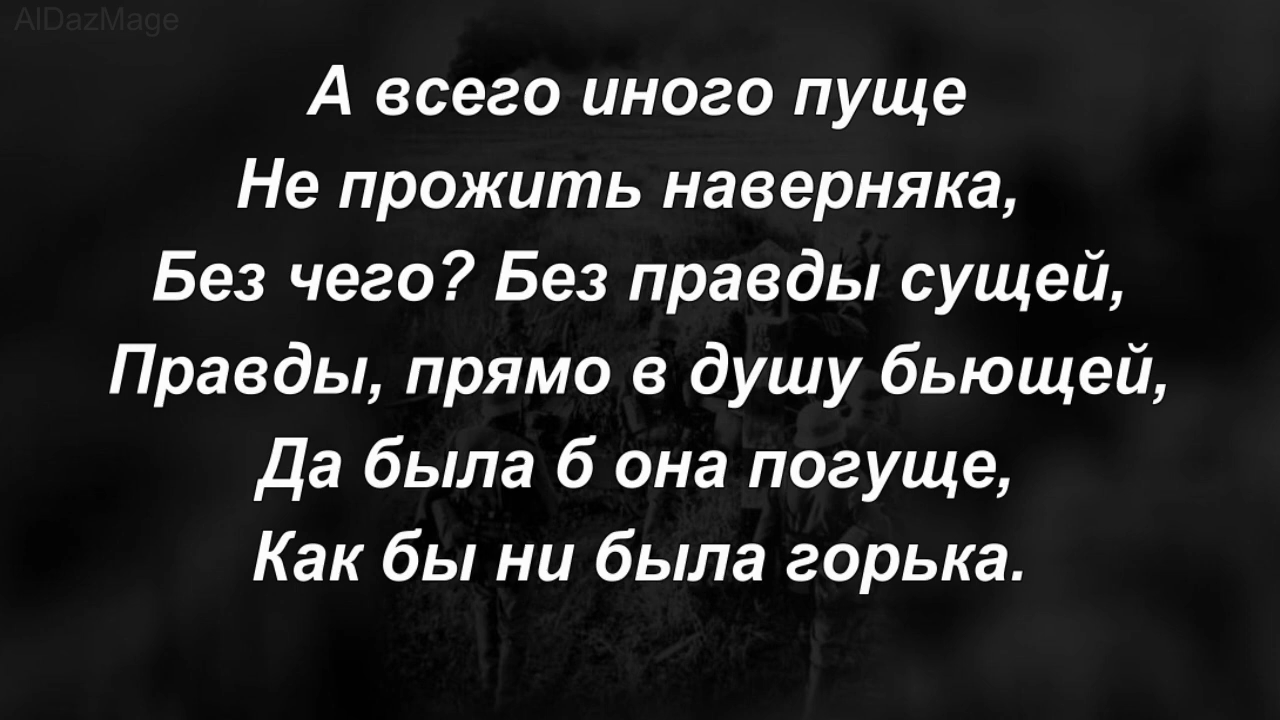 AlDazMage
А всего иного пуще
Не прожить наверняка,
Без чего? Без правды сущей,
Правды, прямо в душу бьющей,
Да была б она погуще,
Как бы ни была горька.